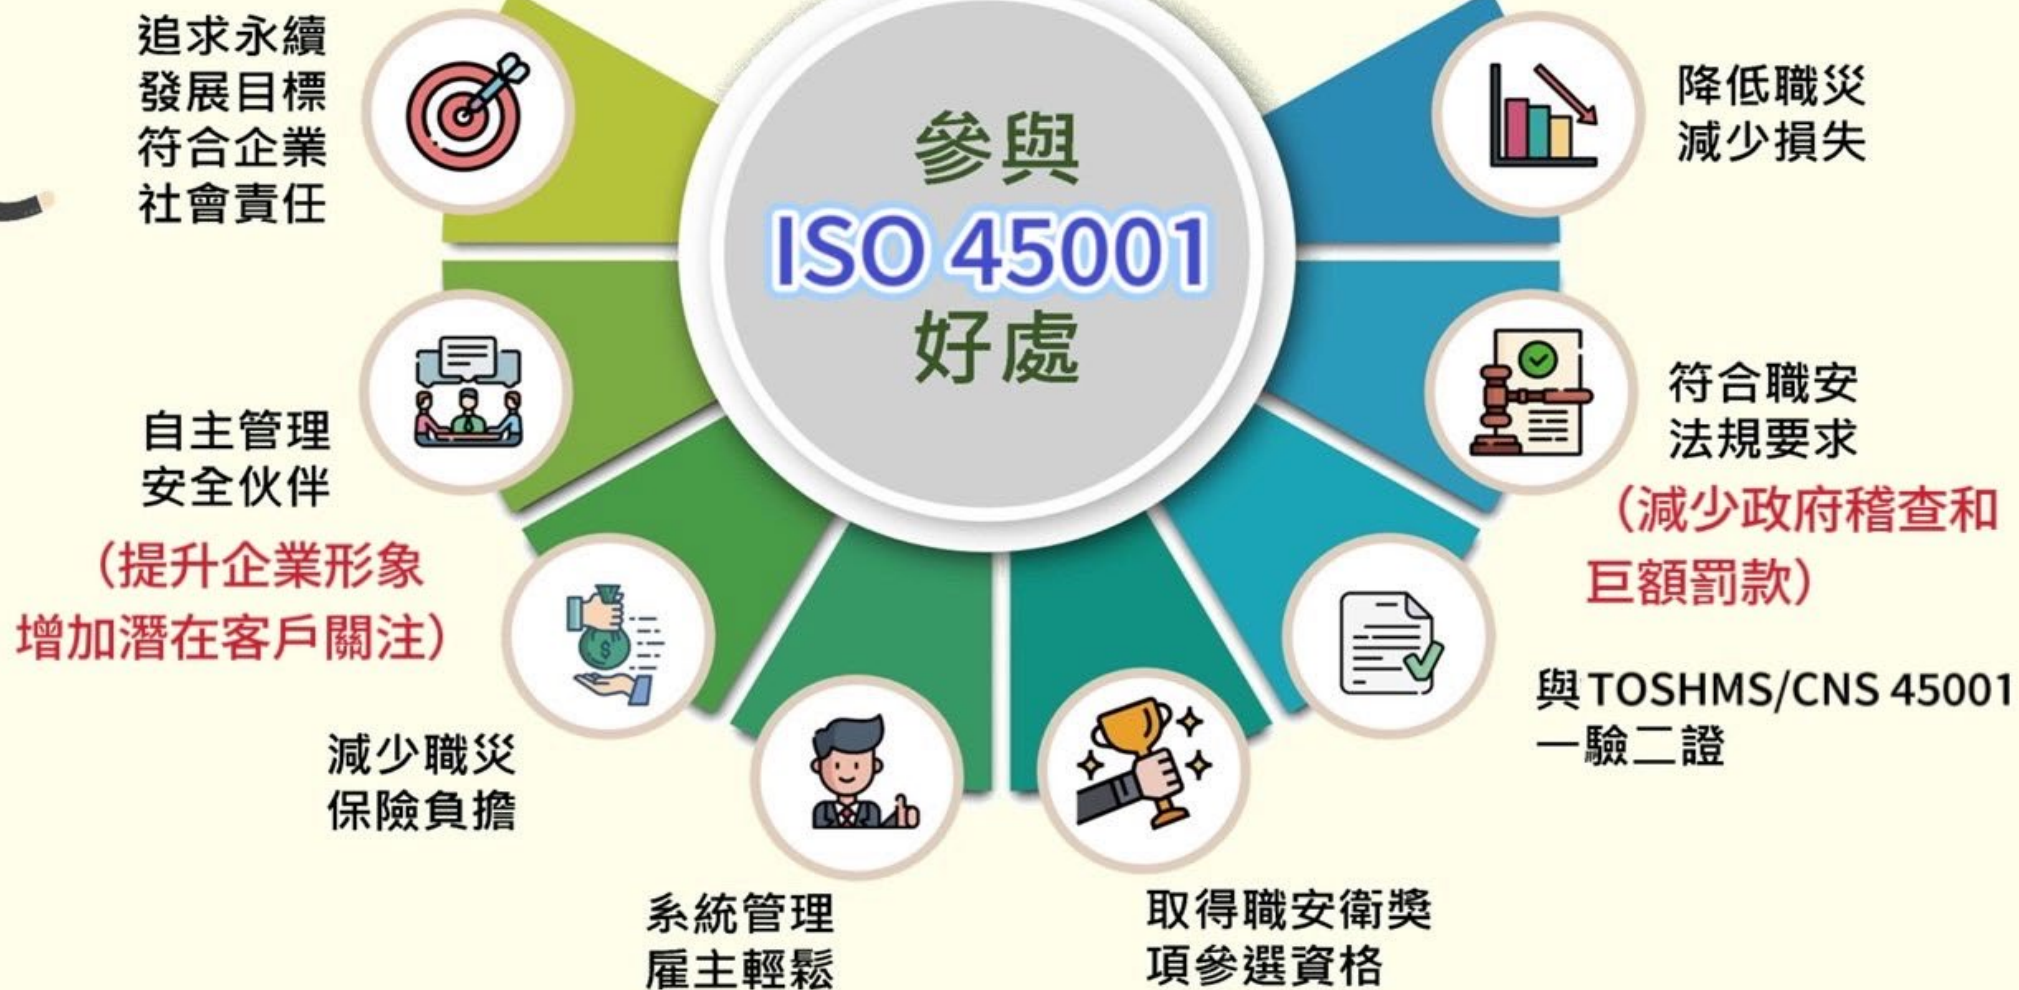 參與
ISO 45001
好處
追求永續
發展目標
符合企業
社會責任
自主管理
安全伙伴
（提升企業形象
增加潛在客戶關注）
減少職災
保險負擔
系統管理
雇主輕鬆
取得職安衛獎
項參選資格
與TOSHMS/CNS 45001
一驗二證
符合職安
法規要求
（減少政府稽查和
巨額罰款）
降低職災
減少損失